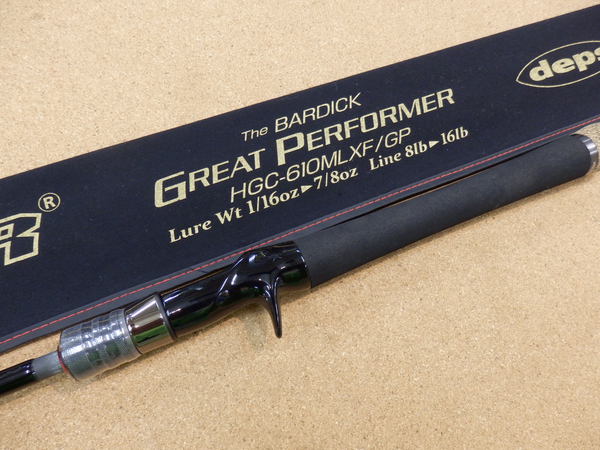 The BARDICK
GREAT PERFORMER
HGC-610MLXF/GP
Lure Wt 1/16oz►7/8oz Line 8lb►16lb
deps
®